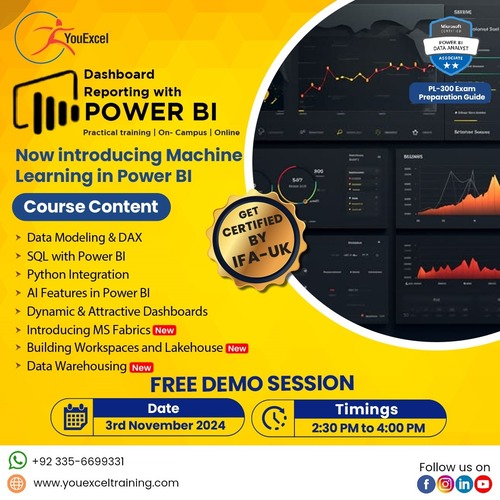 YouExcel
Microsoft
CERTIFIED
POWER BI
DATA ANALYST
ASSOCIATE
PL-300 Exam
Preparation Guide
Dashboard
Reporting with
POWER BI
Practical training | On- Campus | Online
Now introducing Machine
Learning in Power BI
Course Content
GET
CERTIFIED
BY
IFA-UK
Data Modeling & DAX
SQL with Power BI
Python Integration
AI Features in Power BI
Dynamic & Attractive Dashboards
Introducing MS Fabrics New
Building Workspaces and Lakehouse New
Data Warehousing New
FREE DEMO SESSION
Date
3rd November 2024
Timings
2:30 PM to 4:00 PM
+92 335-6699331
www.youexceltraining.com
Follow us on